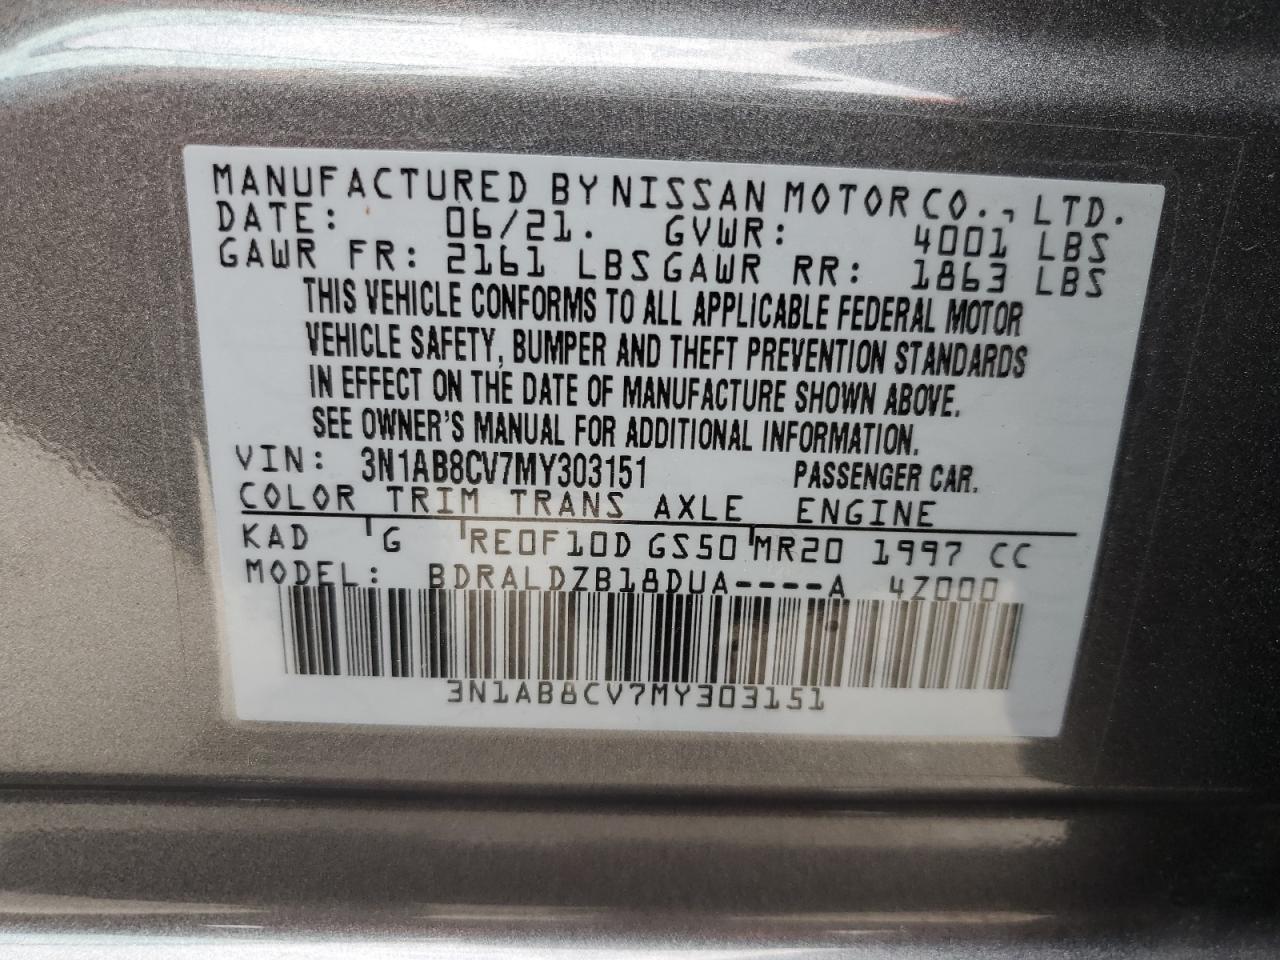 MANUFACTURED BY NISSAN MOTOR CO., LTD.
DATE: 06/21. GVWR: 4001 LBS
GAWR FR: 2161 LBS GAWR RR: 1863 LBS
THIS VEHICLE CONFORMS TO ALL APPLICABLE FEDERAL MOTOR
VEHICLE SAFETY, BUMPER AND THEFT PREVENTION STANDARDS
IN EFFECT ON THE DATE OF MANUFACTURE SHOWN ABOVE.
SEE OWNER'S MANUAL FOR ADDITIONAL INFORMATION.
VIN: 3N1AB8CV7MY303151 PASSENGER CAR.
COLOR TRIM TRANS AXLE ENGINE
KAD G RE0F10D GS50 MR20 1997 CC
MODEL: BDRALDZB18DUA----A 4Z000
3N1AB8CV7MY303151